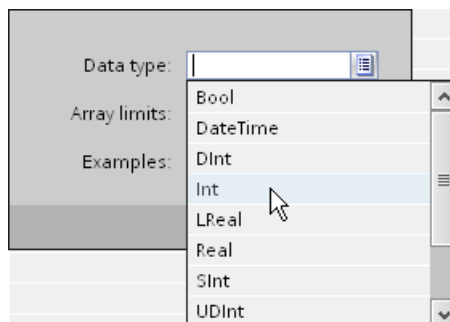 Data type:
Bool
Array limits:
DateTime
Examples:
DInt
Int
LReal
Real
SInt
UDInt